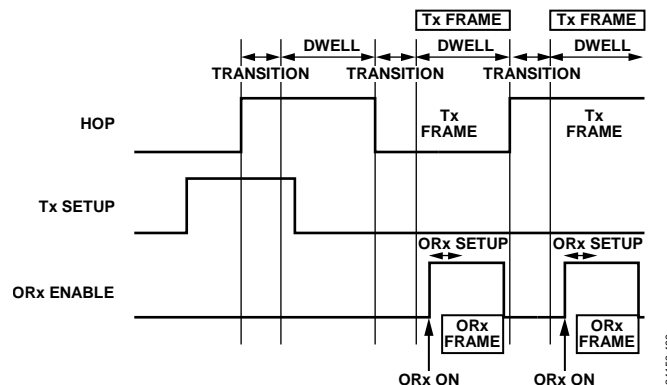 Tx FRAME Tx FRAME
DWELL DWELL DWELL
TRANSITION TRANSITION TRANSITION
HOP
Tx
FRAME
Tx
FRAME
Tx SETUP
ORx SETUP ORx SETUP
ORx ENABLE
ORx
FRAME
ORx
FRAME
ORx ON ORx ON